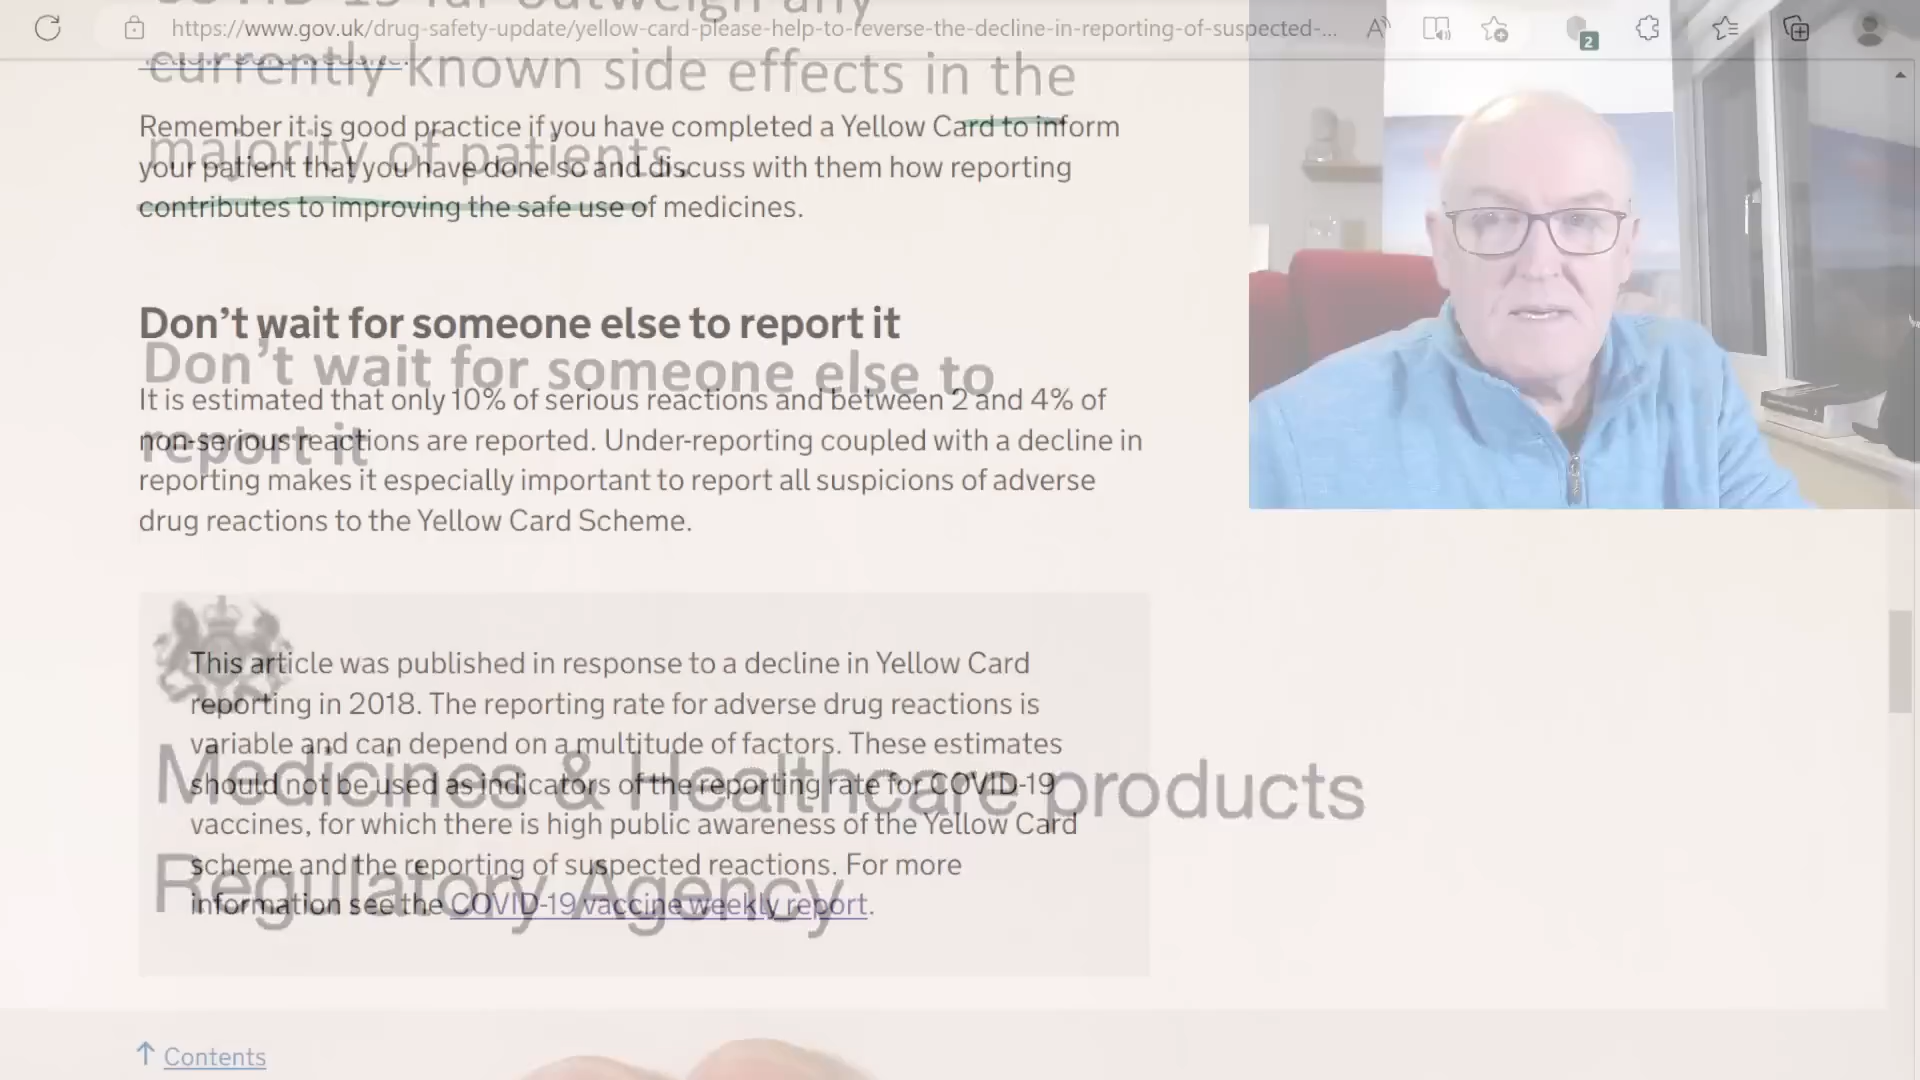 COVID-19 far outweigh any
https://www.gov.uk/drug-safety-update/yellow-card-please-help-to-reverse-the-decline-in-reporting-of-suspected-...
2
currently known side effects in the
majority of patients.
Remember it is good practice if you have completed a Yellow Card to inform
your patient that you have done so and discuss with them how reporting
contributes to improving the safe use of medicines.
Don't wait for someone else to report it
Don't wait for someone else to
report it
It is estimated that only 10% of serious reactions and between 2 and 4% of
non-serious reactions are reported. Under-reporting coupled with a decline in
reporting makes it especially important to report all suspicions of adverse
drug reactions to the Yellow Card Scheme.
This article was published in response to a decline in Yellow Card
reporting in 2018. The reporting rate for adverse drug reactions is
variable and can depend on a multitude of factors. These estimates
should not be used as indicators of the reporting rate for COVID-19
vaccines, for which there is high public awareness of the Yellow Card
scheme and the reporting of suspected reactions. For more
information see the COVID-19 vaccine weekly report.
Medicines & Healthcare products
Regulatory Agency
↑ Contents